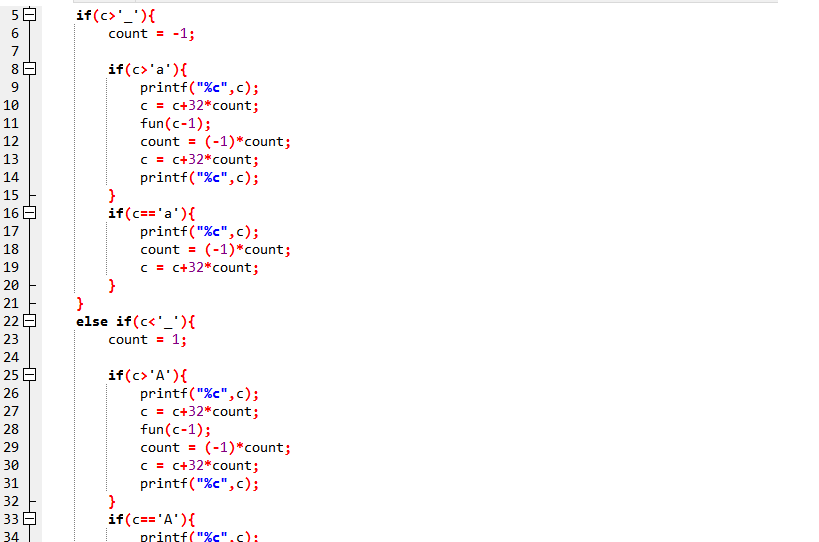 5 if(c>'_'){
6 count = -1;
7
8 if(c>'a'){
9 printf("%c",c);
10 c = c+32*count;
11 fun(c-1);
12 count = (-1)*count;
13 c = c+32*count;
14 printf("%c",c);
15 }
16 if(c=='a'){
17 printf("%c",c);
18 count = (-1)*count;
19 c = c+32*count;
20 }
21 }
22 else if(c<'_'){
23 count = 1;
24
25 if(c>'A'){
26 printf("%c",c);
27 c = c+32*count;
28 fun(c-1);
29 count = (-1)*count;
30 c = c+32*count;
31 printf("%c",c);
32 }
33 if(c=='A'){
34 printf("%c",c);